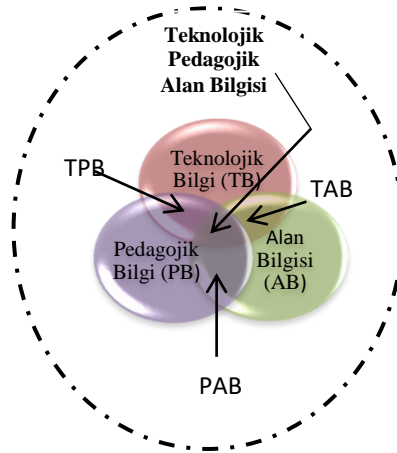 Teknolojik
Pedagojik
Alan Bilgisi
TPB
Teknolojik
Bilgi (TB)
TAB
Pedagojik
Bilgi (PB)
Alan
Bilgisi
(AB)
PAB